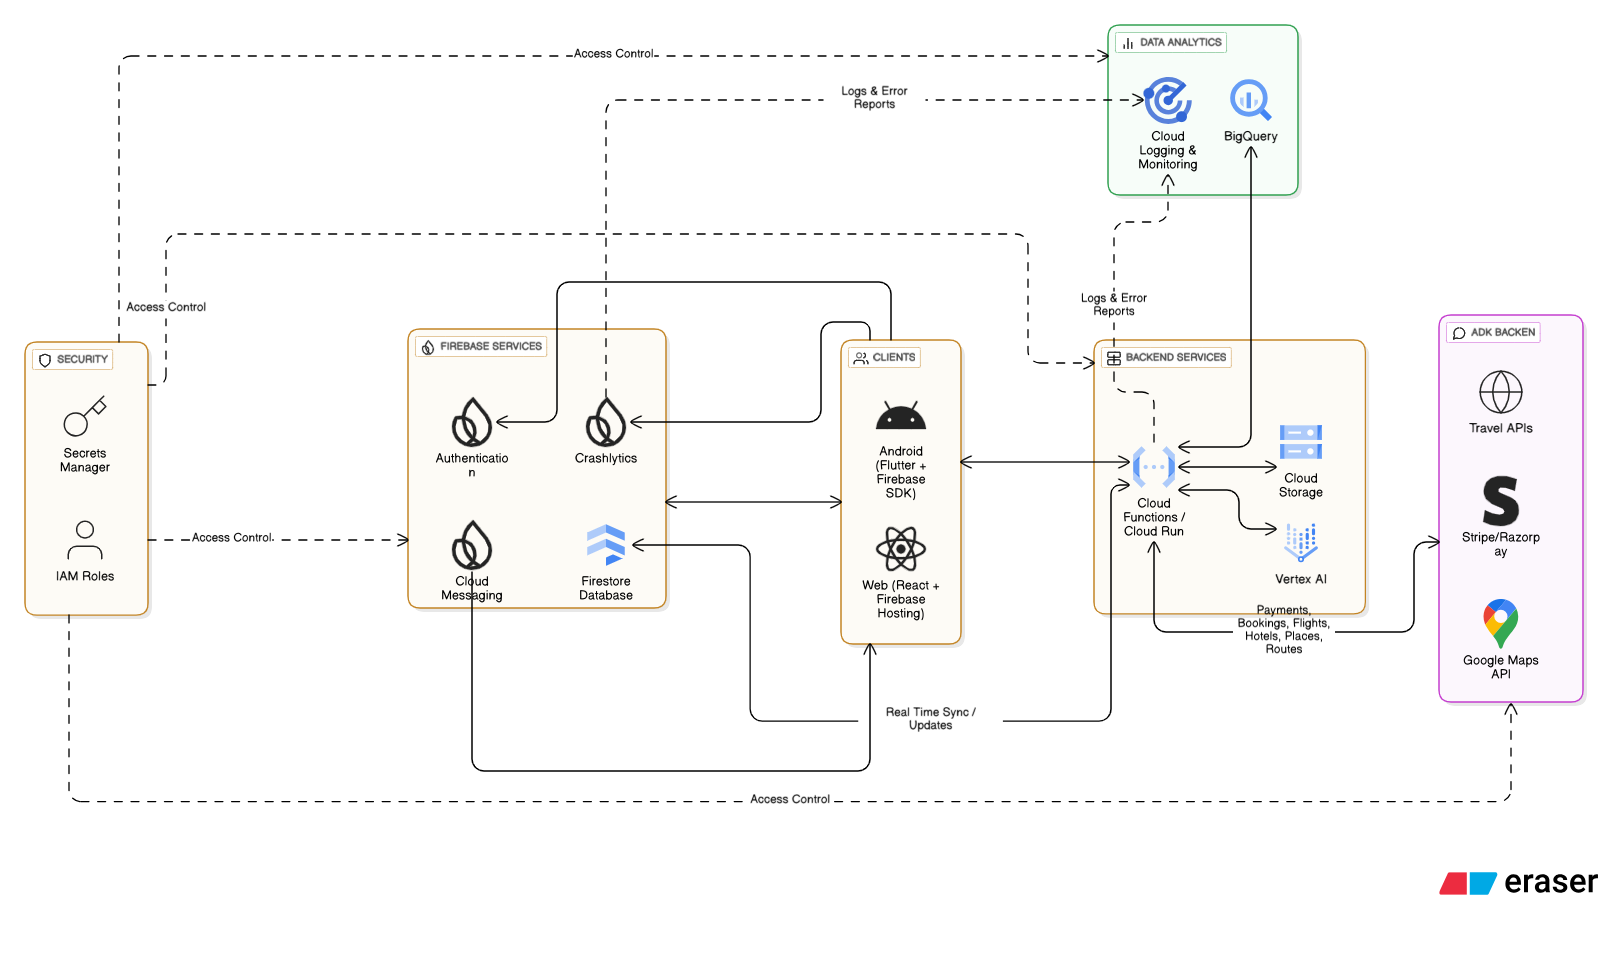 DATA ANALYTICS
Access Control
Logs & Error
Reports
Cloud
Logging &
Monitoring
BigQuery
Access Control
Logs & Error
Reports
SECURITY
Secrets
Manager
IAM Roles
Access Control
FIREBASE SERVICES
Authenticatio
n
Crashlytics
Cloud
Messaging
Firestore
Database
CLIENTS
Android
(Flutter +
Firebase
SDK)
Web (React +
Firebase
Hosting)
BACKEND SERVICES
Cloud
Functions /
Cloud Run
Cloud
Storage
Vertex AI
Payments,
Bookings, Flights,
Hotels, Places,
Routes
ADK BACKEN
Travel APIs
Stripe/Razorp
ay
Google Maps
API
Real Time Sync /
Updates
Access Control
eraser